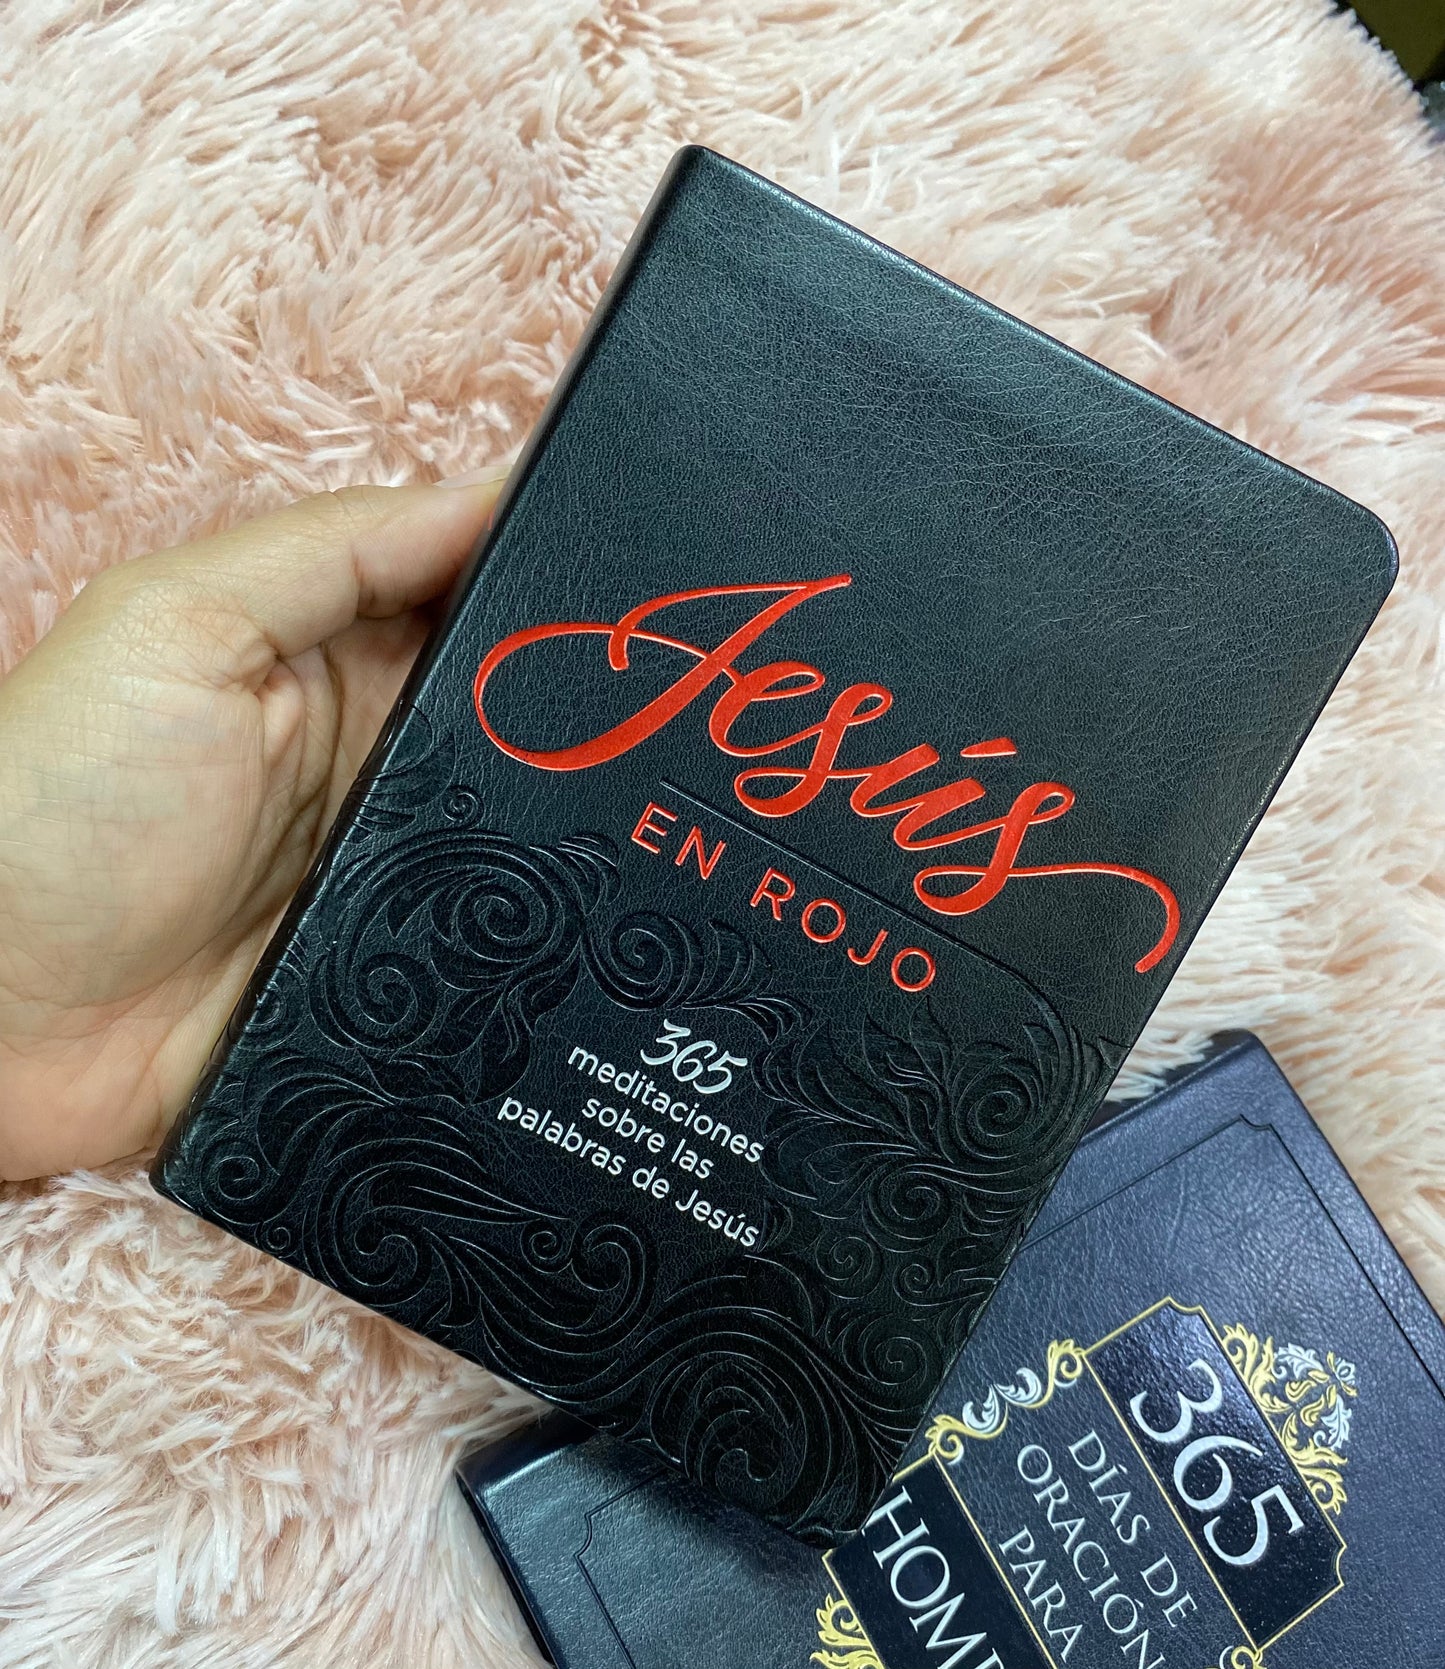 Jesús
EN ROJO
365
meditaciones
sobre las
palabras de Jesús
365
DÍAS DE
ORACIÓN
PARA